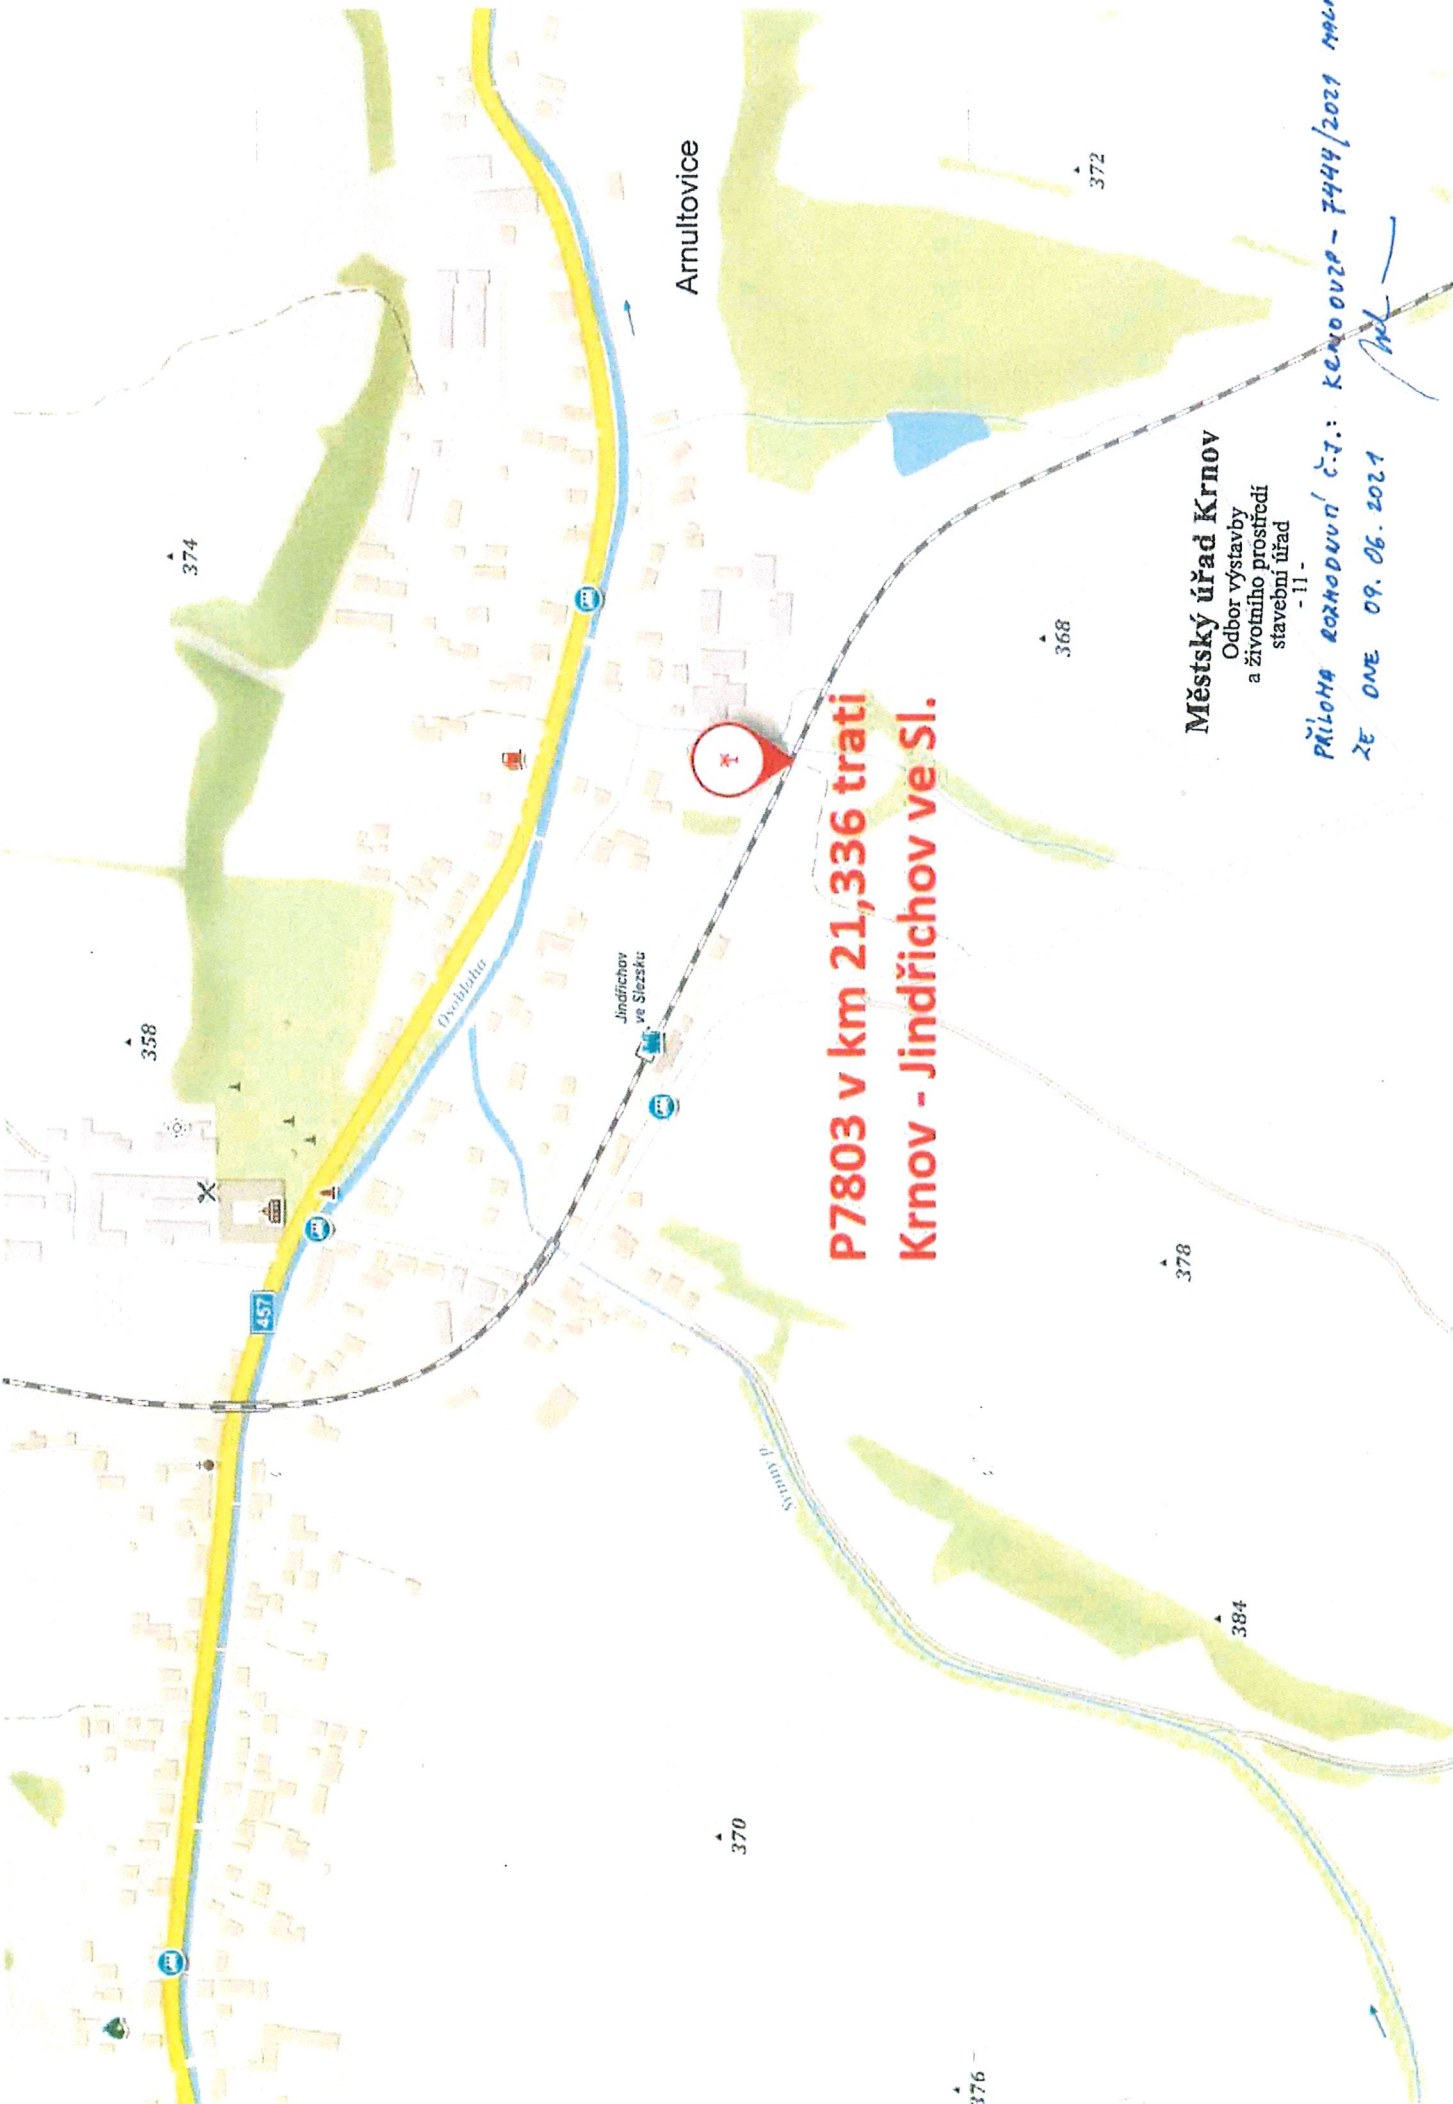 Arnultovice
372
374
368
358
Osoblaha
Jindřichov
ve Slezsku
457
378
384
370
376
P7803 v km 21,336 trati
Krnov - Jindřichov ve Sl.
Městský úřad Krnov
Odbor výstavby
a životního prostředí
stavební úřad
- 11 -
PŘÍLOHA ROZHODNUTÍ Č.J.: KRNOOVZP - 7444/2021
ZE DNE 09. 06. 2021